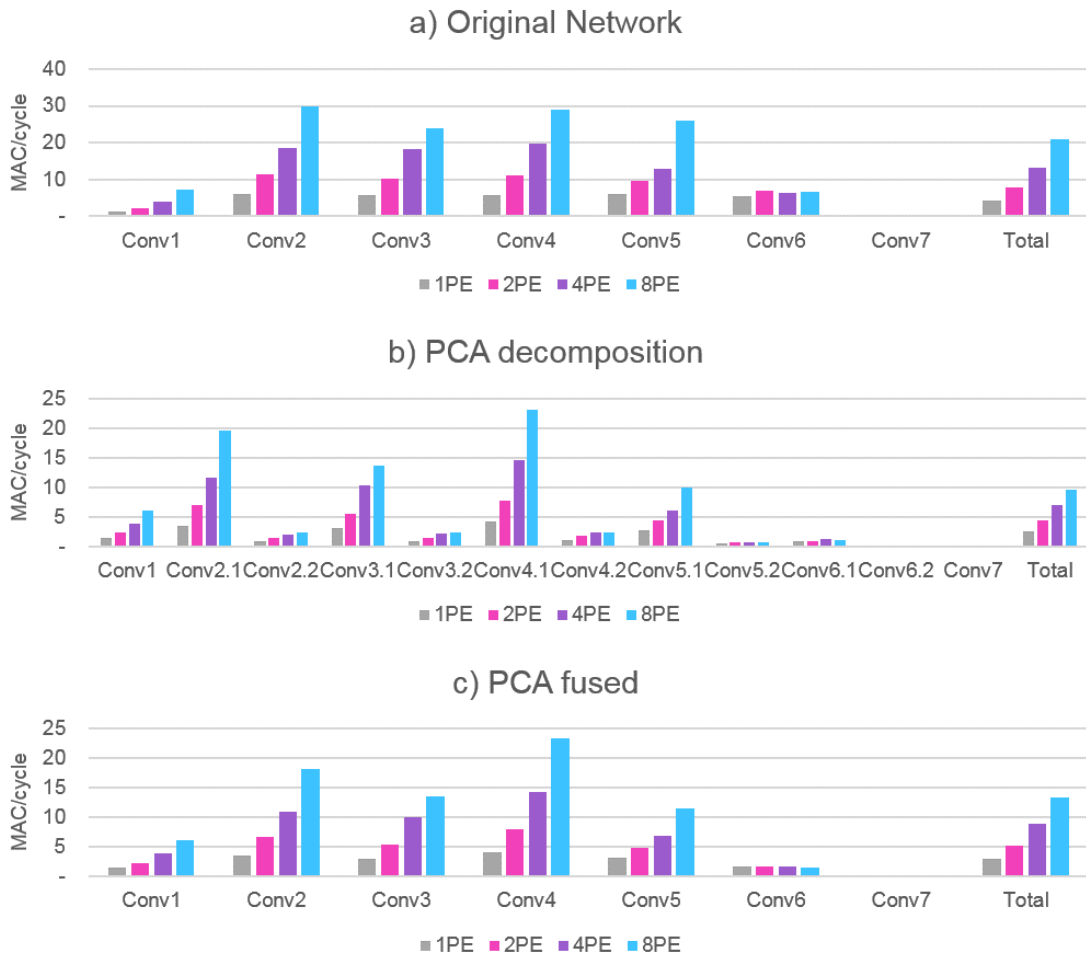 a) Original Network
MAC/cycle
40
30
20
10
-
Conv1 Conv2 Conv3 Conv4 Conv5 Conv6 Conv7 Total
1PE 2PE 4PE 8PE
b) PCA decomposition
MAC/cycle
25
20
15
10
5
-
Conv1 Conv2.1 Conv2.2 Conv3.1 Conv3.2 Conv4.1 Conv4.2 Conv5.1 Conv5.2 Conv6.1 Conv6.2 Conv7 Total
1PE 2PE 4PE 8PE
c) PCA fused
MAC/cycle
25
20
15
10
5
-
Conv1 Conv2 Conv3 Conv4 Conv5 Conv6 Conv7 Total
1PE 2PE 4PE 8PE